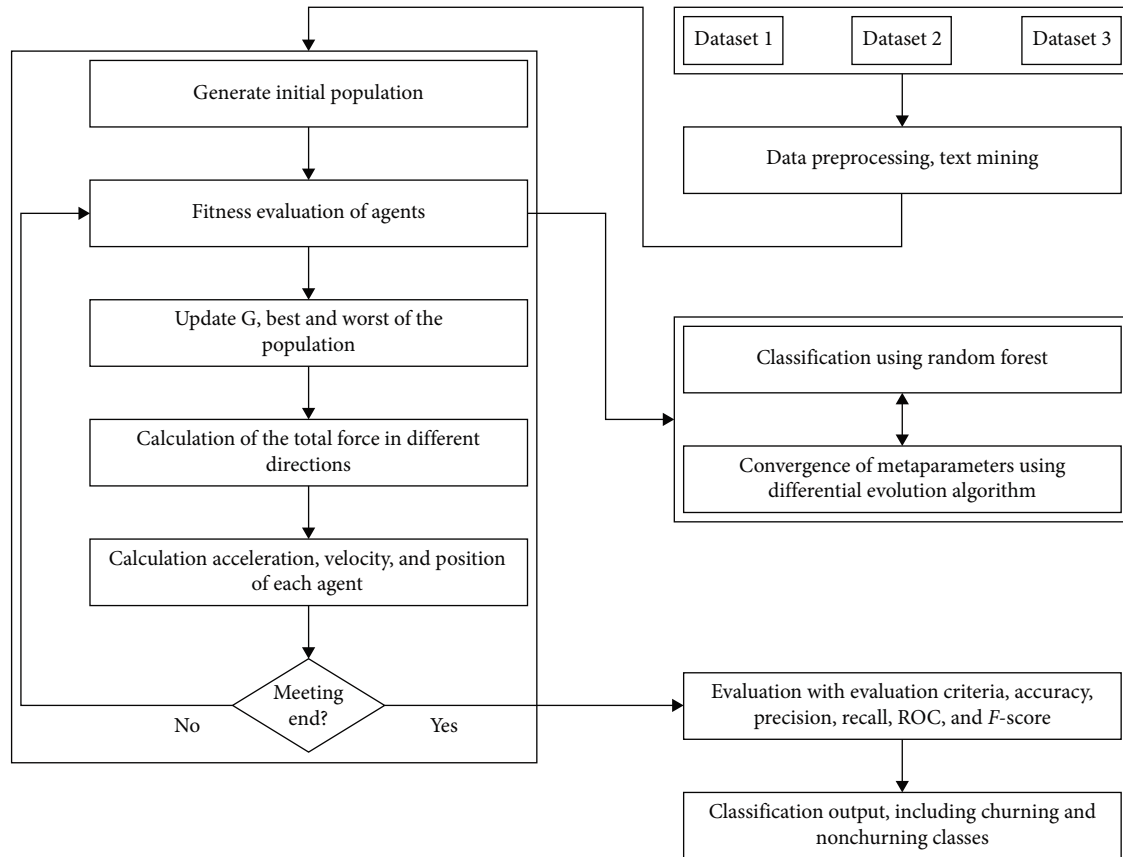 Dataset 1
Dataset 2
Dataset 3
Data preprocessing, text mining
Generate initial population
Fitness evaluation of agents
Update G, best and worst of the
population
Calculation of the total force in different
directions
Calculation acceleration, velocity, and position
of each agent
Meeting
end?
No
Yes
Classification using random forest
Convergence of metaparameters using
differential evolution algorithm
Evaluation with evaluation criteria, accuracy,
precision, recall, ROC, and F-score
Classification output, including churning and
nonchurning classes